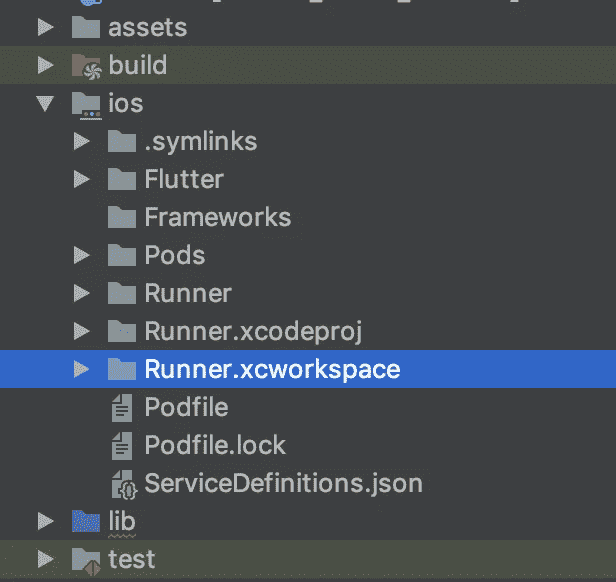 assets
build
ios
.symlinks
Flutter
Frameworks
Pods
Runner
Runner.xcodeproj
Runner.xcworkspace
Podfile
Podfile.lock
ServiceDefinitions.json
lib
test